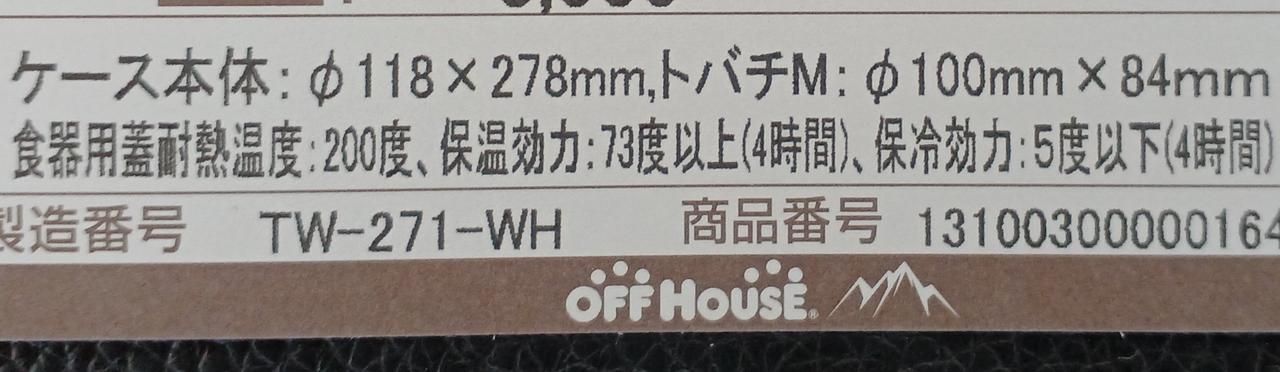 ケース本体:φ118×278mm,トバチM:φ100mm×84mm
食器用蓋耐熱温度:200度、保温効力:73度以上(4時間)、保冷効力:5度以下(4時間)
製造番号 TW-271-WH 商品番号 13100300000164
OFF HOUSE®